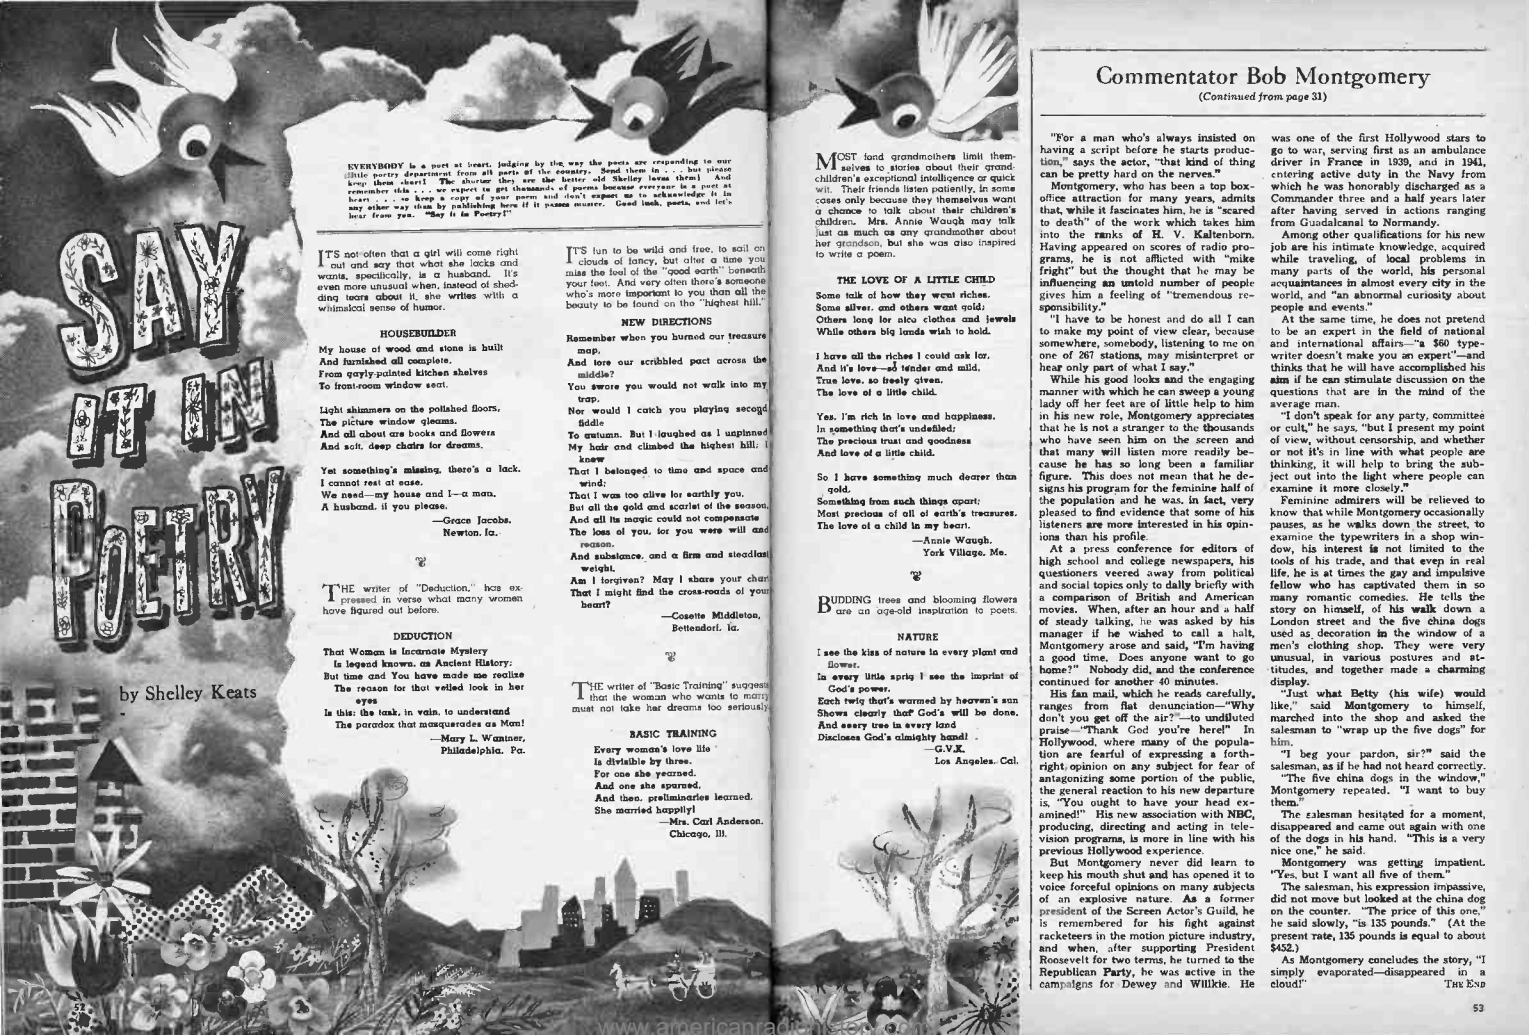 SAY
IT IN
POETRY
by Shelley Keats
EVERYBODY is a poet at heart, judging by the way the poets are responding to our
little poetry department from all parts of the country. Send them in . . . but please
keep them short! The shorter they are the better old Shelley loves them! And
remember this . . . we expect to get thousands of poems because everyone is a poet at
heart . . . so keep a copy of your poem and don't expect us to acknowledge it in
any other way than by publishing here if it passes muster. Good luck, poets, and let's
hear from you. "Say It in Poetry!"
IT'S not often that a girl will come right
out and say that what she lacks and
wants, specifically, is a husband. It's
even more unusual when, instead of shed-
ding tears about it, she writes with a
whimsical sense of humor.
HOUSEBUILDER
My house of wood and stone is built
And furnished all complete,
From gayly-painted kitchen shelves
To front-room window seat.
Light shimmers on the polished floors,
The picture window gleams.
And all about are books and flowers
And soft, deep chairs for dreams.
Yet something's missing, there's a lack.
I cannot rest at ease.
We need—my house and I—a man,
A husband, if you please.
—Grace Jacobs,
Newton, Ia.
THE writer of "Deduction," has ex-
pressed in verse what many women
have figured out before.
DEDUCTION
That Woman is Incarnate Mystery
Is legend known, as Ancient History;
But time and You have made me realize
The reason for that veiled look in her
eyes
Is this: the task, in vain, to understand
The paradox that masquerades as Man!
—Mary L. Wantner,
Philadelphia, Pa.
IT'S fun to be wild and free, to sail on
clouds of fancy, but after a time you
miss the feel of the "good earth" beneath
your feet. And very often there's someone
who's more important to you than all the
beauty to be found on the "highest hill."
NEW DIRECTIONS
Remember when you burned our treasure
map,
And tore our scribbled pact across the
middle?
You swore you would not walk into my
trap,
Nor would I catch you playing second
fiddle
To autumn. But I laughed as I unpinned
My hair and climbed the highest hill; I
knew
That I belonged to time and space and
wind;
That I was too alive for earthly you.
But all the gold and scarlet of the season,
And all its magic could not compensate
The loss of you, for you were will and
reason.
And substance, and a firm and steadfast
weight.
Am I forgiven? May I share your chart
That I might find the cross-roads of your
heart?
—Cosette Middleton,
Bettendorf, Ia.
THE writer of "Basic Training" suggests
that the woman who wants to marry
must not take her dreams too seriously.
BASIC TRAINING
Every woman's love life
Is divisible by three.
For one she yearned,
And one she spurned,
And then, preliminaries learned,
She married happily!
—Mrs. Carl Anderson,
Chicago, Ill.
52
MOST fond grandmothers limit them-
selves to stories about their grand-
children's exceptional intelligence or quick
wit. Their friends listen patiently, in some
cases only because they themselves want
a chance to talk about their children's
children. Mrs. Annie Waugh may talk
just as much as any grandmother about
her grandson, but she was also inspired
to write a poem.
THE LOVE OF A LITTLE CHILD
Some talk of how they went riches,
Some silver, and others want gold;
Others long for nice clothes and jewels
While others big lands wish to hold.
I have all the riches I could ask for,
And it's love—so tender and mild,
True love, so freely given,
The love of a little child.
Yes, I'm rich in love and happiness,
In something that's undefiled;
The precious trust and goodness
And love of a little child.
So I have something much dearer than
gold,
Something from such things apart;
Most precious of all of earth's treasures,
The love of a child in my heart.
—Annie Waugh,
York Village, Me.
BUDDING trees and blooming flowers
are an age-old inspiration to poets.
NATURE
I see the kiss of nature in every plant and
flower.
In every little sprig I see the imprint of
God's power.
Each twig that's warmed by heaven's sun
Shows clearly that God's will be done,
And every tree in every land
Discloses God's almighty hand!
—G.V.X.
Los Angeles, Cal.
Commentator Bob Montgomery
(Continued from page 31)
"For a man who's always insisted on
having a script before he starts produc-
tion," says the actor, "that kind of thing
can be pretty hard on the nerves."
Montgomery, who has been a top box-
office attraction for many years, admits
that, while it fascinates him, he is "scared
to death" of the work which takes him
into the ranks of H. V. Kaltenborn.
Having appeared on scores of radio pro-
grams, he is not afflicted with "mike
fright" but the thought that he may be
influencing an untold number of people
gives him a feeling of "tremendous re-
sponsibility."
"I have to be honest and do all I can
to make my point of view clear, because
somewhere, somebody, listening to me on
one of 267 stations, may misinterpret or
hear only part of what I say."
While his good looks and the engaging
manner with which he can sweep a young
lady off her feet are of little help to him
in his new role, Montgomery appreciates
that he is not a stranger to the thousands
who have seen him on the screen and
that many will listen more readily be-
cause he has so long been a familiar
figure. This does not mean that he de-
signs his program for the feminine half of
the population and he was, in fact, very
pleased to find evidence that some of his
listeners are more interested in his opin-
ions than his profile.
At a press conference for editors of
high school and college newspapers, his
questioners veered away from political
and social topics only to dally briefly with
a comparison of British and American
movies. When, after an hour and a half
of steady talking, he was asked by his
manager if he wished to call a halt,
Montgomery arose and said, "I'm having
a good time. Does anyone want to go
home?" Nobody did, and the conference
continued for another 40 minutes.
His fan mail, which he reads carefully,
ranges from flat denunciation—"Why
don't you get off the air?"—to undiluted
praise—"Thank God you're here!" In
Hollywood, where many of the popula-
tion are fearful of expressing a forth-
right opinion on any subject for fear of
antagonizing some portion of the public,
the general reaction to his new departure
is, "You ought to have your head ex-
amined!" His new association with NBC,
producing, directing and acting in tele-
vision programs, is more in line with his
previous Hollywood experience.
But Montgomery never did learn to
keep his mouth shut and has opened it to
voice forceful opinions on many subjects
of an explosive nature. As a former
president of the Screen Actor's Guild, he
is remembered for his fight against
racketeers in the motion picture industry,
and when, after supporting President
Roosevelt for two terms, he turned to the
Republican Party, he was active in the
campaigns for Dewey and Willkie. He
was one of the first Hollywood stars to
go to war, serving first as an ambulance
driver in France in 1939, and in 1941,
entering active duty in the Navy from
which he was honorably discharged as a
Commander three and a half years later
after having served in actions ranging
from Guadalcanal to Normandy.
Among other qualifications for his new
job are his intimate knowledge, acquired
while traveling, of local problems in
many parts of the world, his personal
acquaintances in almost every city in the
world, and "an abnormal curiosity about
people and events."
At the same time, he does not pretend
to be an expert in the field of national
and international affairs—"a $60 type-
writer doesn't make you an expert"—and
thinks that he will have accomplished his
aim if he can stimulate discussion on the
questions that are in the mind of the
average man.
"I don't speak for any party, committee
or cult," he says, "but I present my point
of view, without censorship, and whether
or not it's in line with what people are
thinking, it will help to bring the sub-
ject out into the light where people can
examine it more closely."
Feminine admirers will be relieved to
know that while Montgomery occasionally
pauses, as he walks down the street, to
examine the typewriters in a shop win-
dow, his interest is not limited to the
tools of his trade, and that even in real
life, he is at times the gay and impulsive
fellow who has captivated them in so
many romantic comedies. He tells the
story on himself, of his walk down a
London street and the five china dogs
used as decoration in the window of a
men's clothing shop. They were very
unusual, in various postures and at-
titudes, and together made a charming
display.
"Just what Betty (his wife) would
like," said Montgomery to himself,
marched into the shop and asked the
salesman to "wrap up the five dogs" for
him.
"I beg your pardon, sir?" said the
salesman, as if he had not heard correctly.
"The five china dogs in the window,"
Montgomery repeated. "I want to buy
them."
The salesman hesitated for a moment,
disappeared and came out again with one
of the dogs in his hand. "This is a very
nice one," he said.
Montgomery was getting impatient.
"Yes, but I want all five of them."
The salesman, his expression impassive,
did not move but looked at the china dog
on the counter. "The price of this one,"
he said slowly, "is 135 pounds." (At the
present rate, 135 pounds is equal to about
$452.)
As Montgomery concludes the story, "I
simply evaporated—disappeared in a
cloud!"
THE END
53
www.americanradiohistory.com